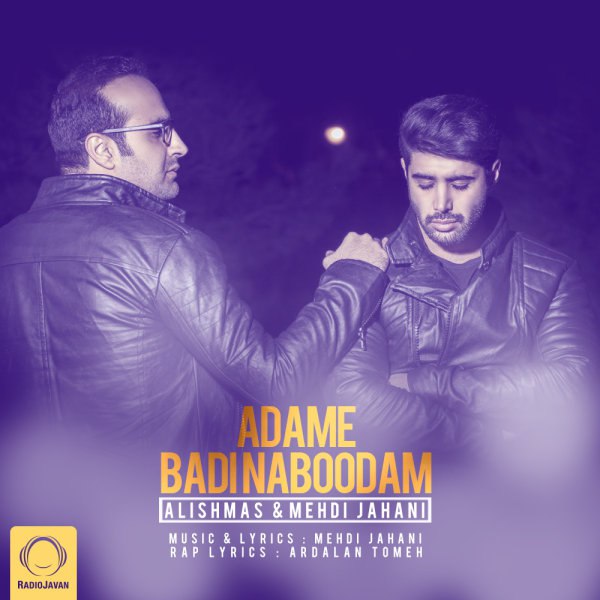 ADAME
BADI NABOODAM
ALISHMAS & MEHDI JAHANI
MUSIC & LYRICS : MEHDI JAHANI
RAP LYRICS : ARDALAN TOMEH
RADIOJAVAN